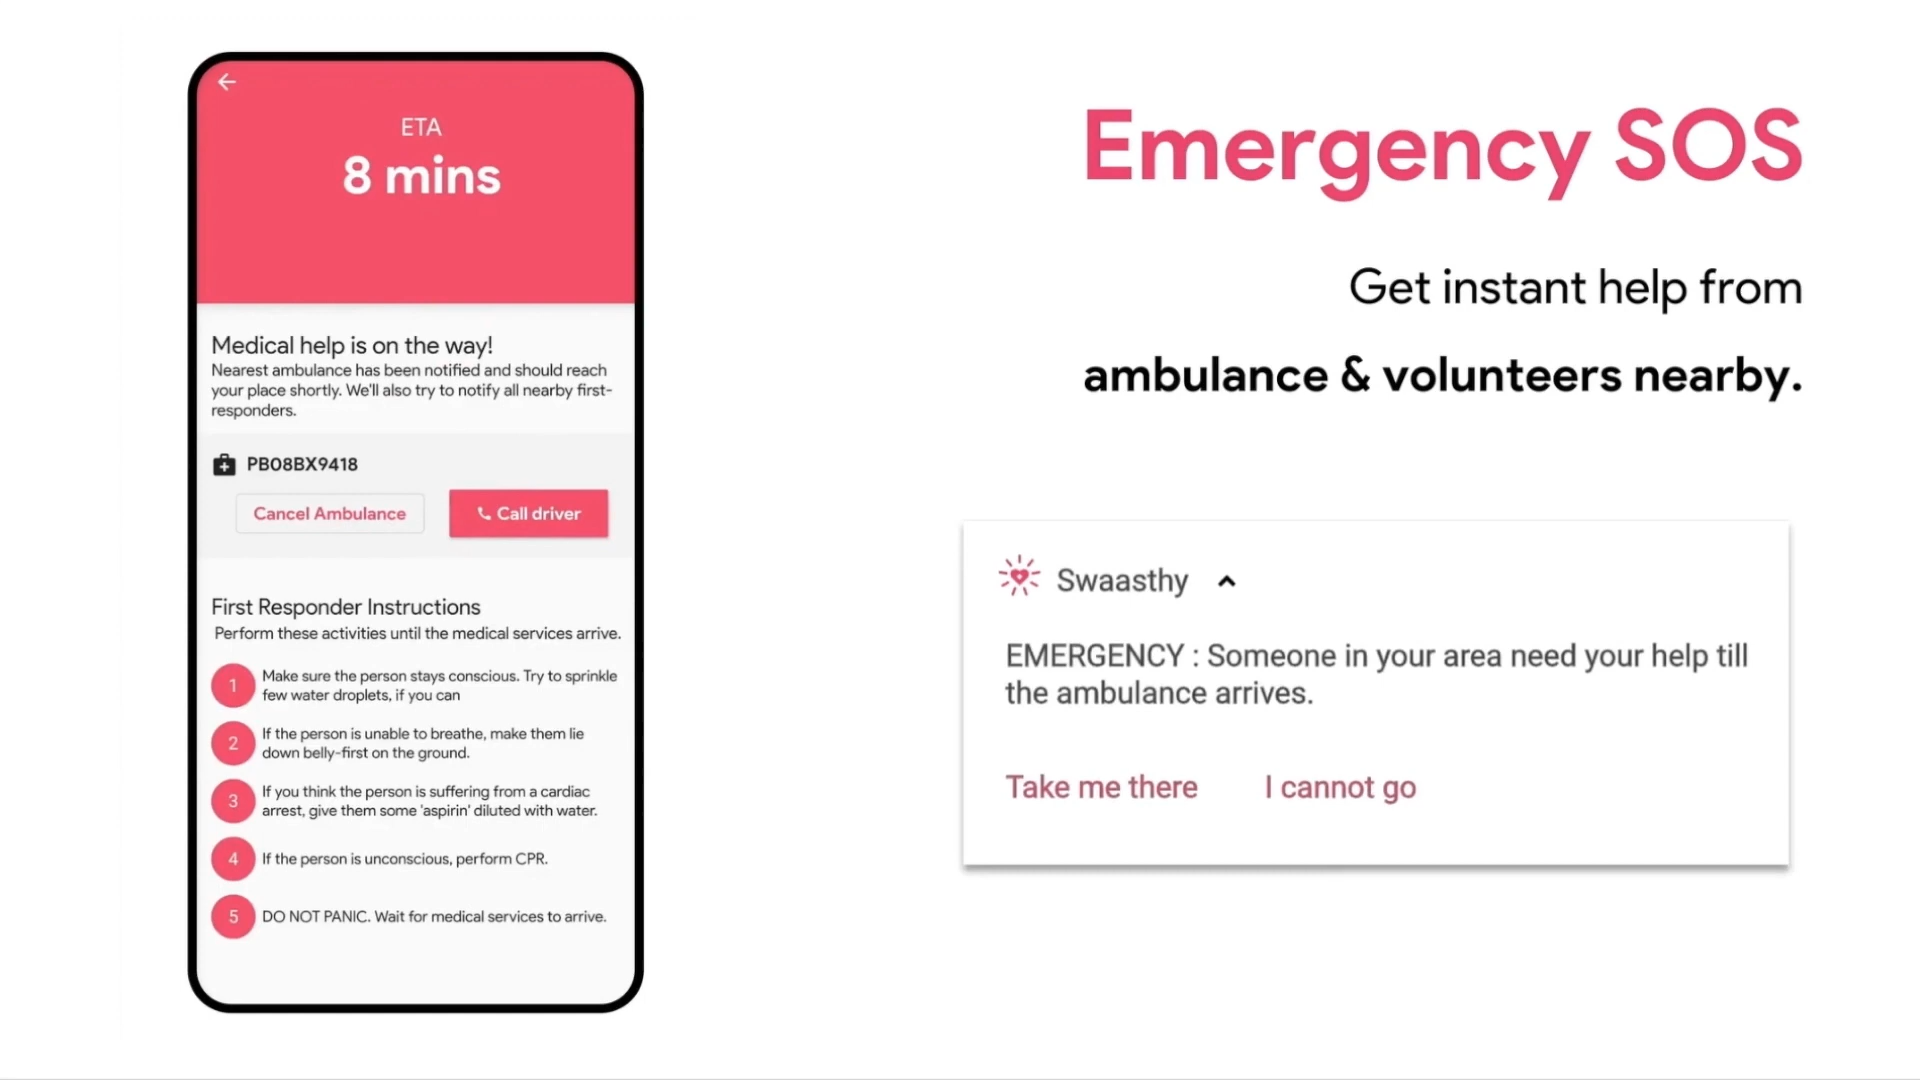 ETA
8 mins
Medical help is on the way!
Nearest ambulance has been notified and should reach
your place shortly. We'll also try to notify all nearby first-
responders.
PB08BX9418
Cancel Ambulance
Call driver
First Responder Instructions
Perform these activities until the medical services arrive.
1 Make sure the person stays conscious. Try to sprinkle
few water droplets, if you can
2 If the person is unable to breathe, make them lie
down belly-first on the ground.
3 If you think the person is suffering from a cardiac
arrest, give them some 'aspirin' diluted with water.
4 If the person is unconscious, perform CPR.
5 DO NOT PANIC. Wait for medical services to arrive.
Emergency SOS
Get instant help from
ambulance & volunteers nearby.
Swaasthy
EMERGENCY : Someone in your area need your help till
the ambulance arrives.
Take me there
I cannot go